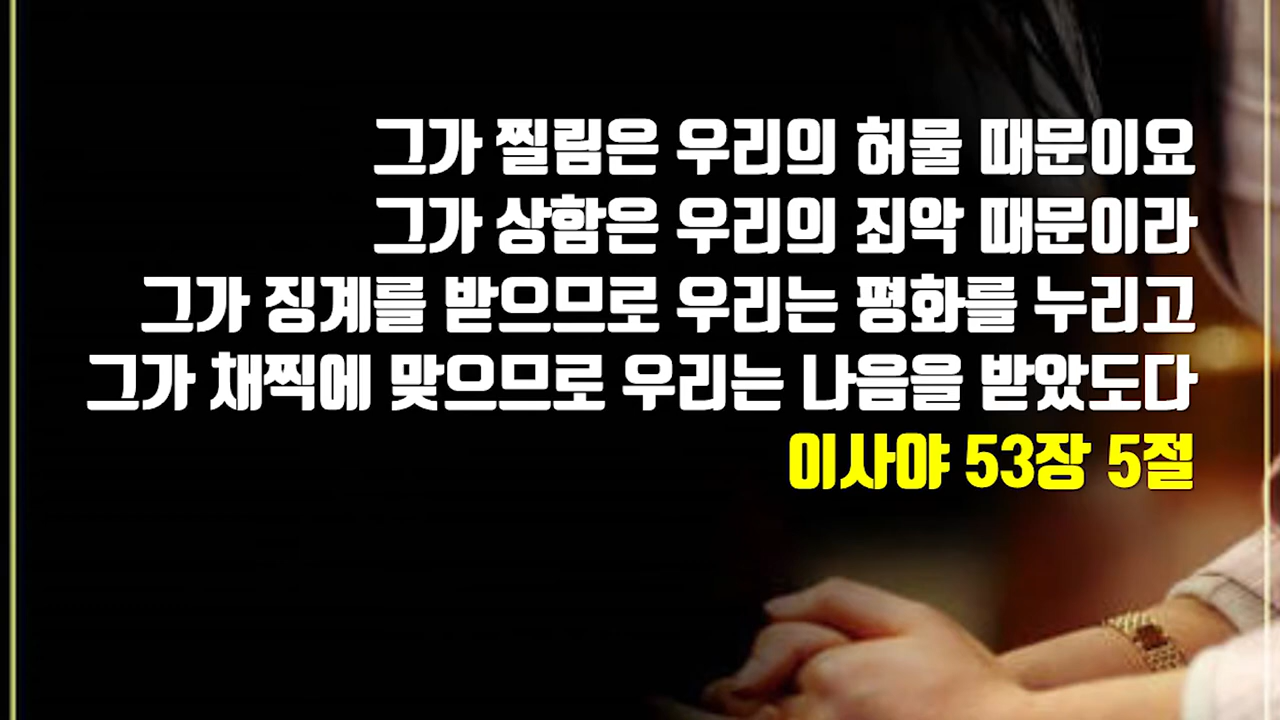 그가 찔림은 우리의 허물 때문이요
그가 상함은 우리의 죄악 때문이라
그가 징계를 받으므로 우리는 평화를 누리고
그가 채찍에 맞으므로 우리는 나음을 받았도다
이사야 53장 5절